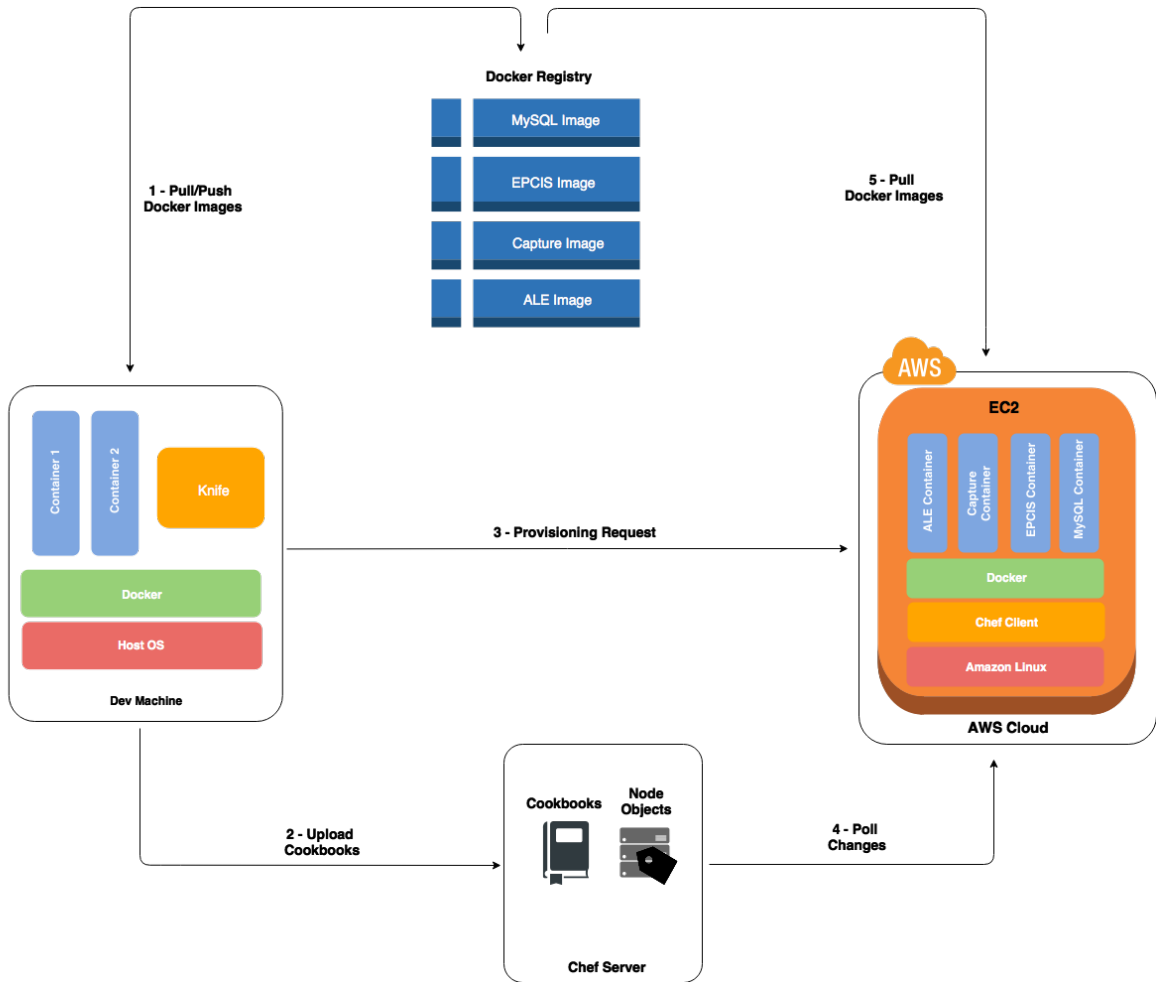 Docker Registry
MySQL Image
EPCIS Image
Capture Image
ALE Image
1 - Pull/Push
Docker Images
5 - Pull
Docker Images
AWS
EC2
ALE Container
Capture
Container
EPCIS Container
MySQL Container
Docker
Chef Client
Amazon Linux
AWS Cloud
Container 1
Container 2
Knife
Docker
Host OS
Dev Machine
3 - Provisioning Request
2 - Upload
Cookbooks
Cookbooks
Node
Objects
Chef Server
4 - Poll
Changes